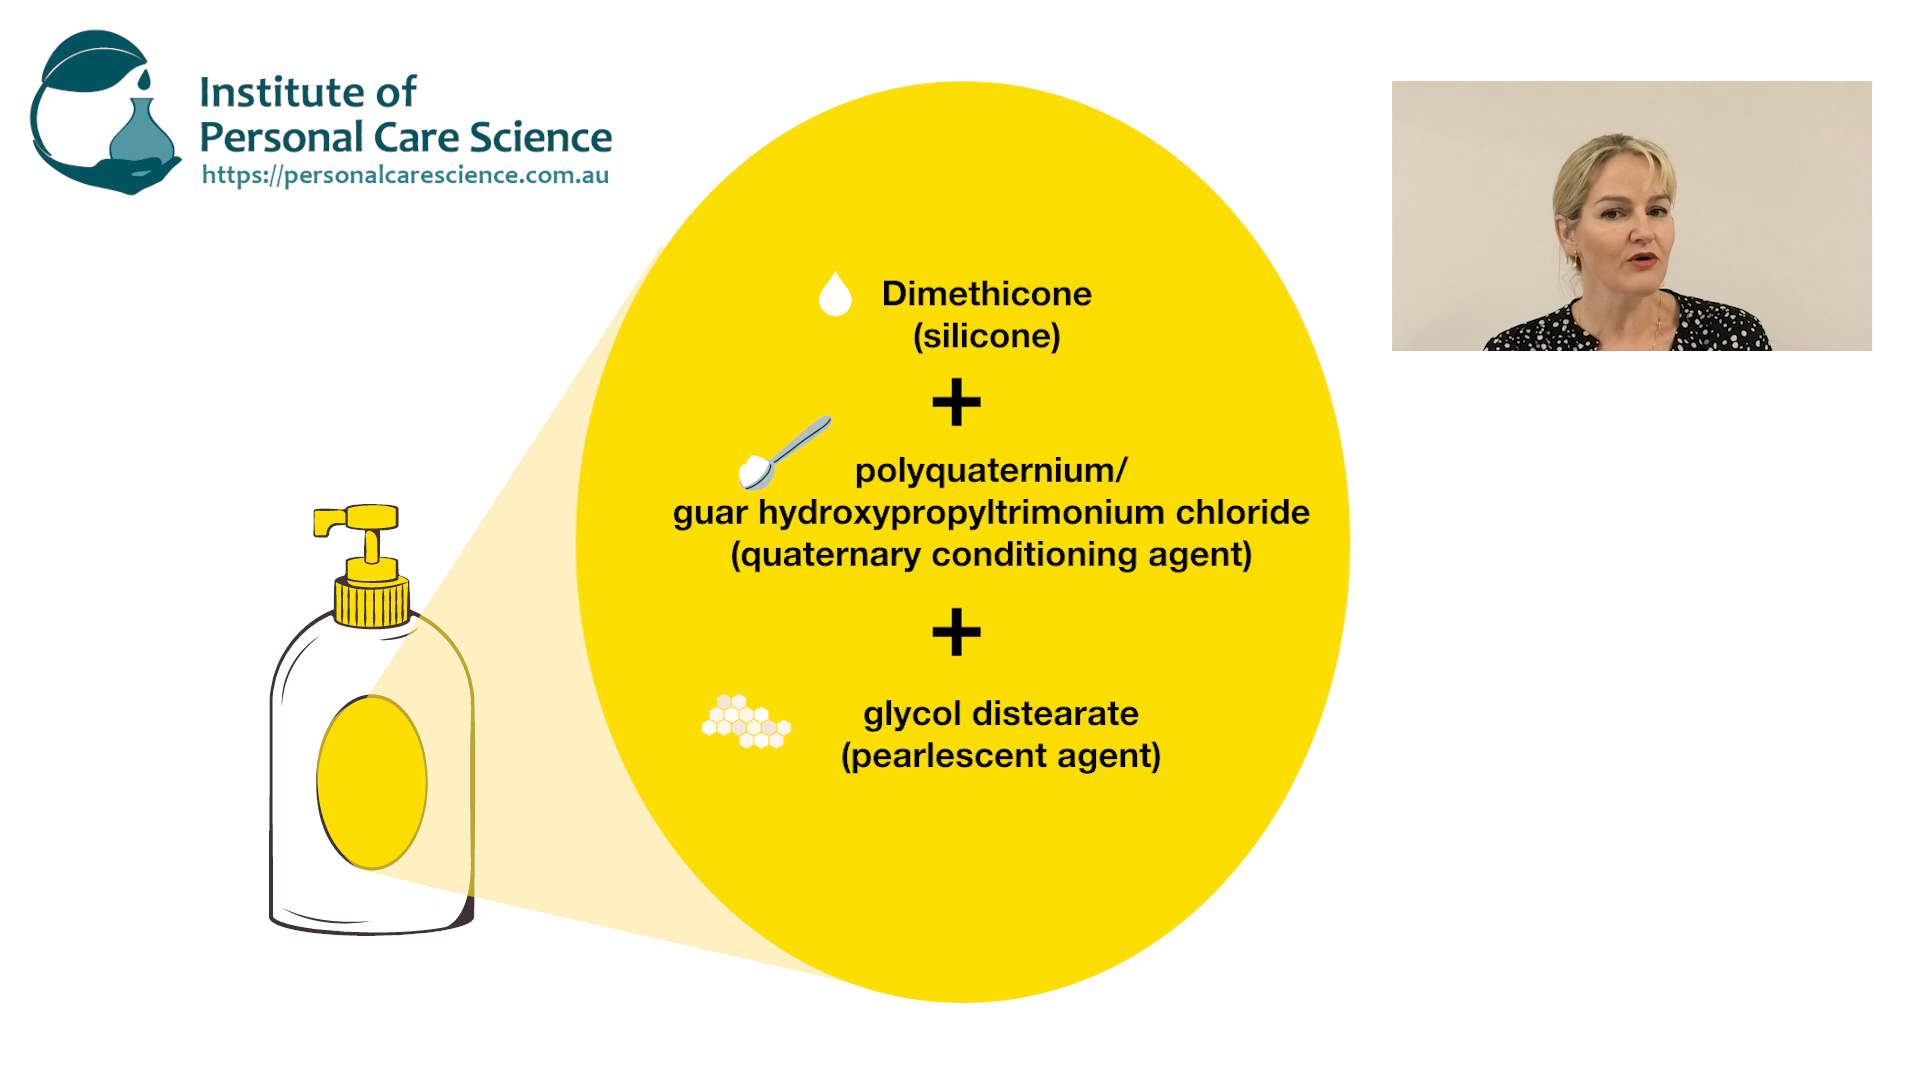 Institute of
Personal Care Science
https://personalcarescience.com.au
Dimethicone
(silicone)
+
polyquaternium/
guar hydroxypropyltrimonium chloride
(quaternary conditioning agent)
+
glycol distearate
(pearlescent agent)